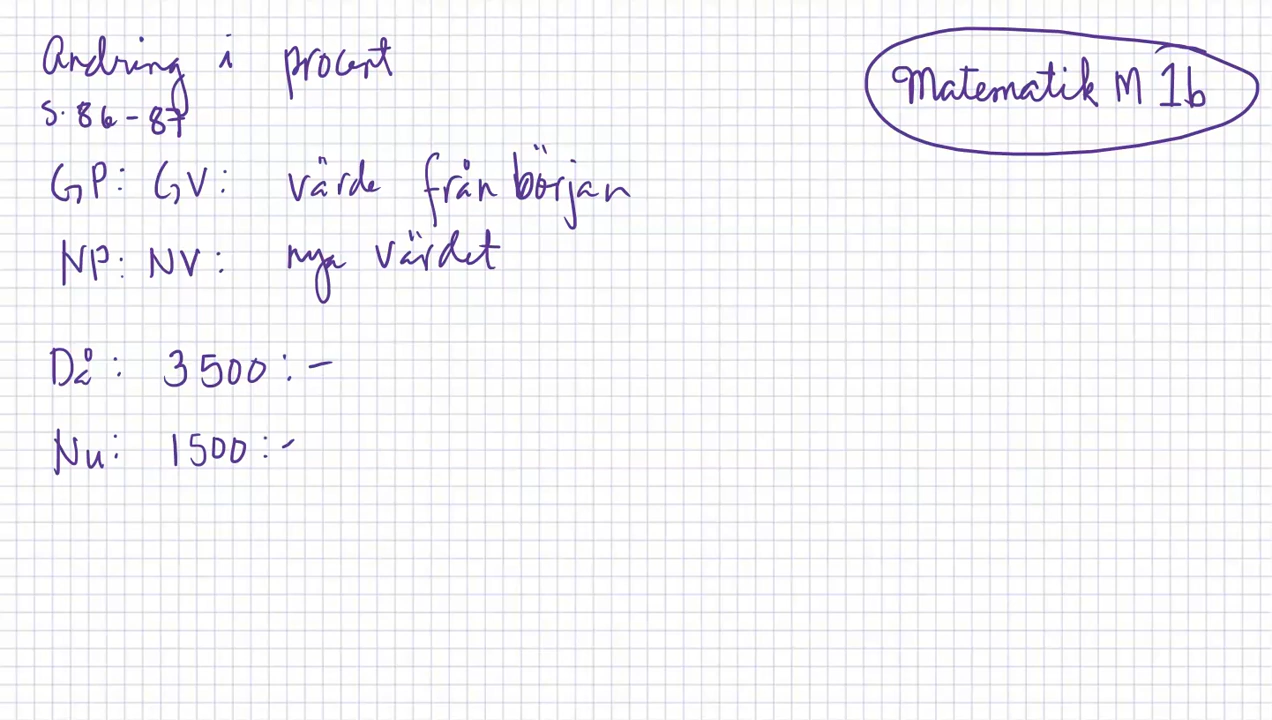 Ändring i procent
Matematik M 1b
s. 86-87
GP: GV: värde från början
NP: NV: nya värdet
Då: 3500:-
Nu: 1500:-